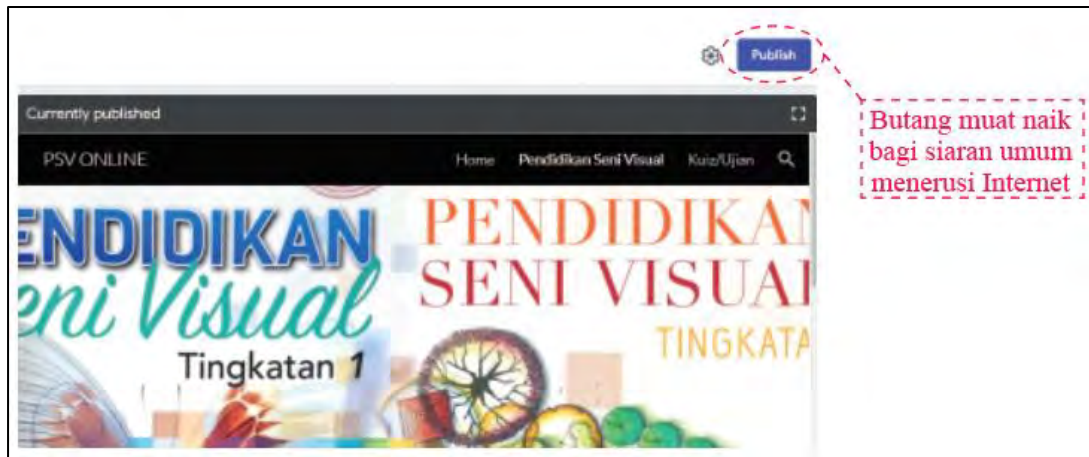 Publish
Currently published
PSV ONLINE Home Pendidikan Seni Visual Kuiz/Ujian
ENDIDIKAN
eni Visual
Tingkatan 1
PENDIDIKAN
SENI VISUAL
TINGKATA
Butang muat naik
bagi siaran umum
menerusi Internet